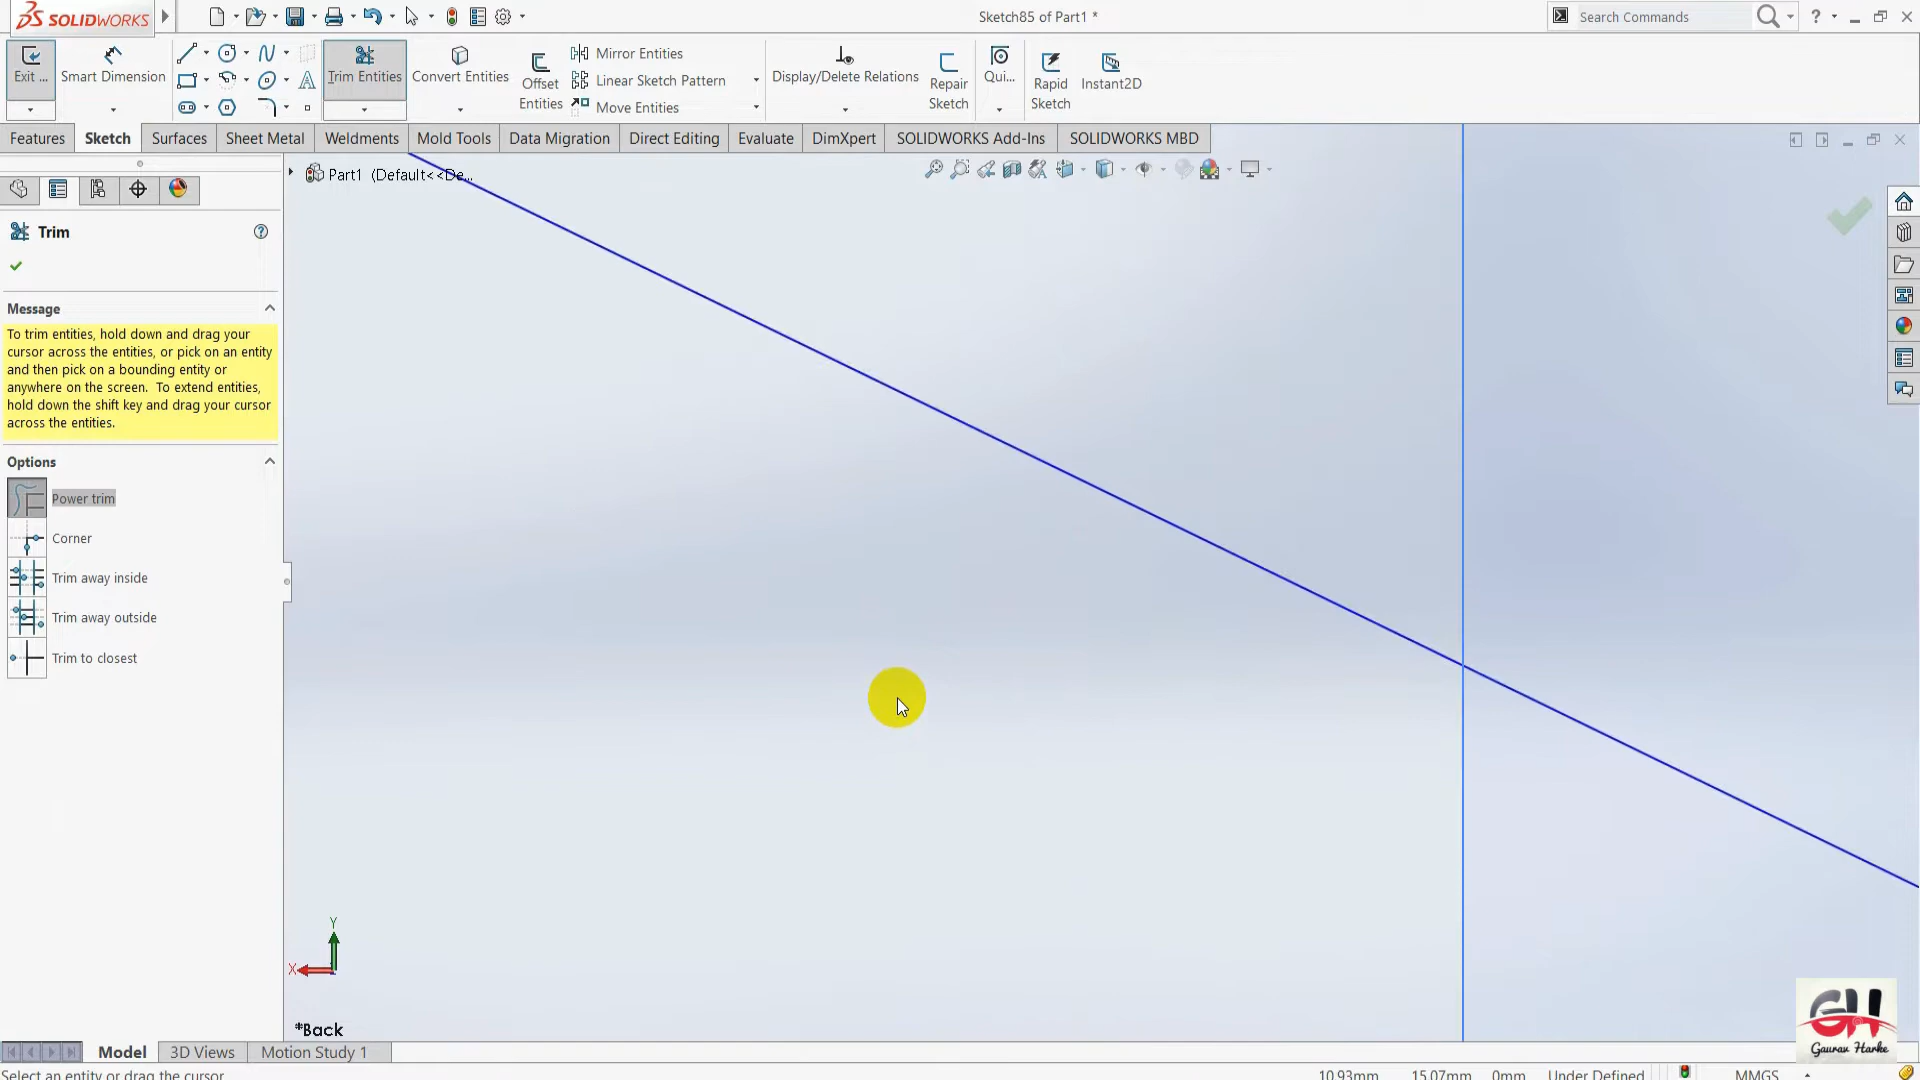 SOLIDWORKS
Sketch85 of Part1 *
Search Commands
Exit ...
Smart Dimension
Trim Entities
Convert Entities
Offset
Entities
Mirror Entities
Linear Sketch Pattern
Move Entities
Display/Delete Relations
Repair
Sketch
Qui...
Rapid
Sketch
Instant2D
Features
Sketch
Surfaces
Sheet Metal
Weldments
Mold Tools
Data Migration
Direct Editing
Evaluate
DimXpert
SOLIDWORKS Add-Ins
SOLIDWORKS MBD
Part1 (Default<<De...
Trim
Message
To trim entities, hold down and drag your
cursor across the entities, or pick on an entity
and then pick on a bounding entity or
anywhere on the screen. To extend entities,
hold down the shift key and drag your cursor
across the entities.
Options
Power trim
Corner
Trim away inside
Trim away outside
Trim to closest
Y
X
*Back
GH
Gaurav Harke
Model
3D Views
Motion Study 1
Select an entity or drag the cursor
10.93mm
15.07mm
0mm
Under Defined
MMGS